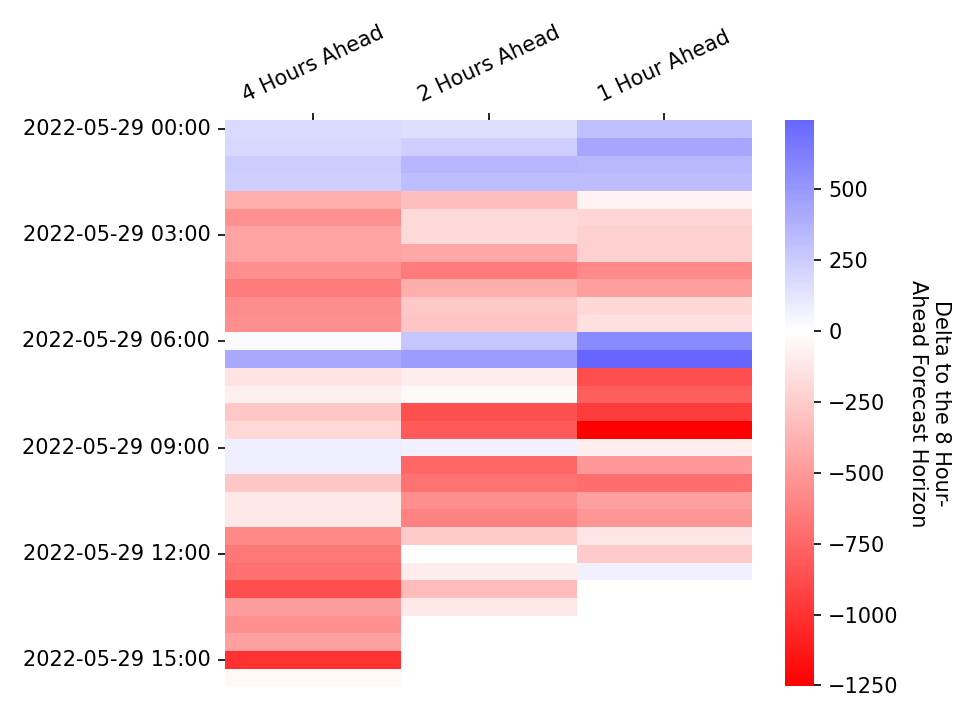 4 Hours Ahead
2 Hours Ahead
1 Hour Ahead
2022-05-29 00:00
2022-05-29 03:00
2022-05-29 06:00
2022-05-29 09:00
2022-05-29 12:00
2022-05-29 15:00
500
250
0
−250
−500
−750
−1000
−1250
Delta to the 8 Hour-
Ahead Forecast Horizon